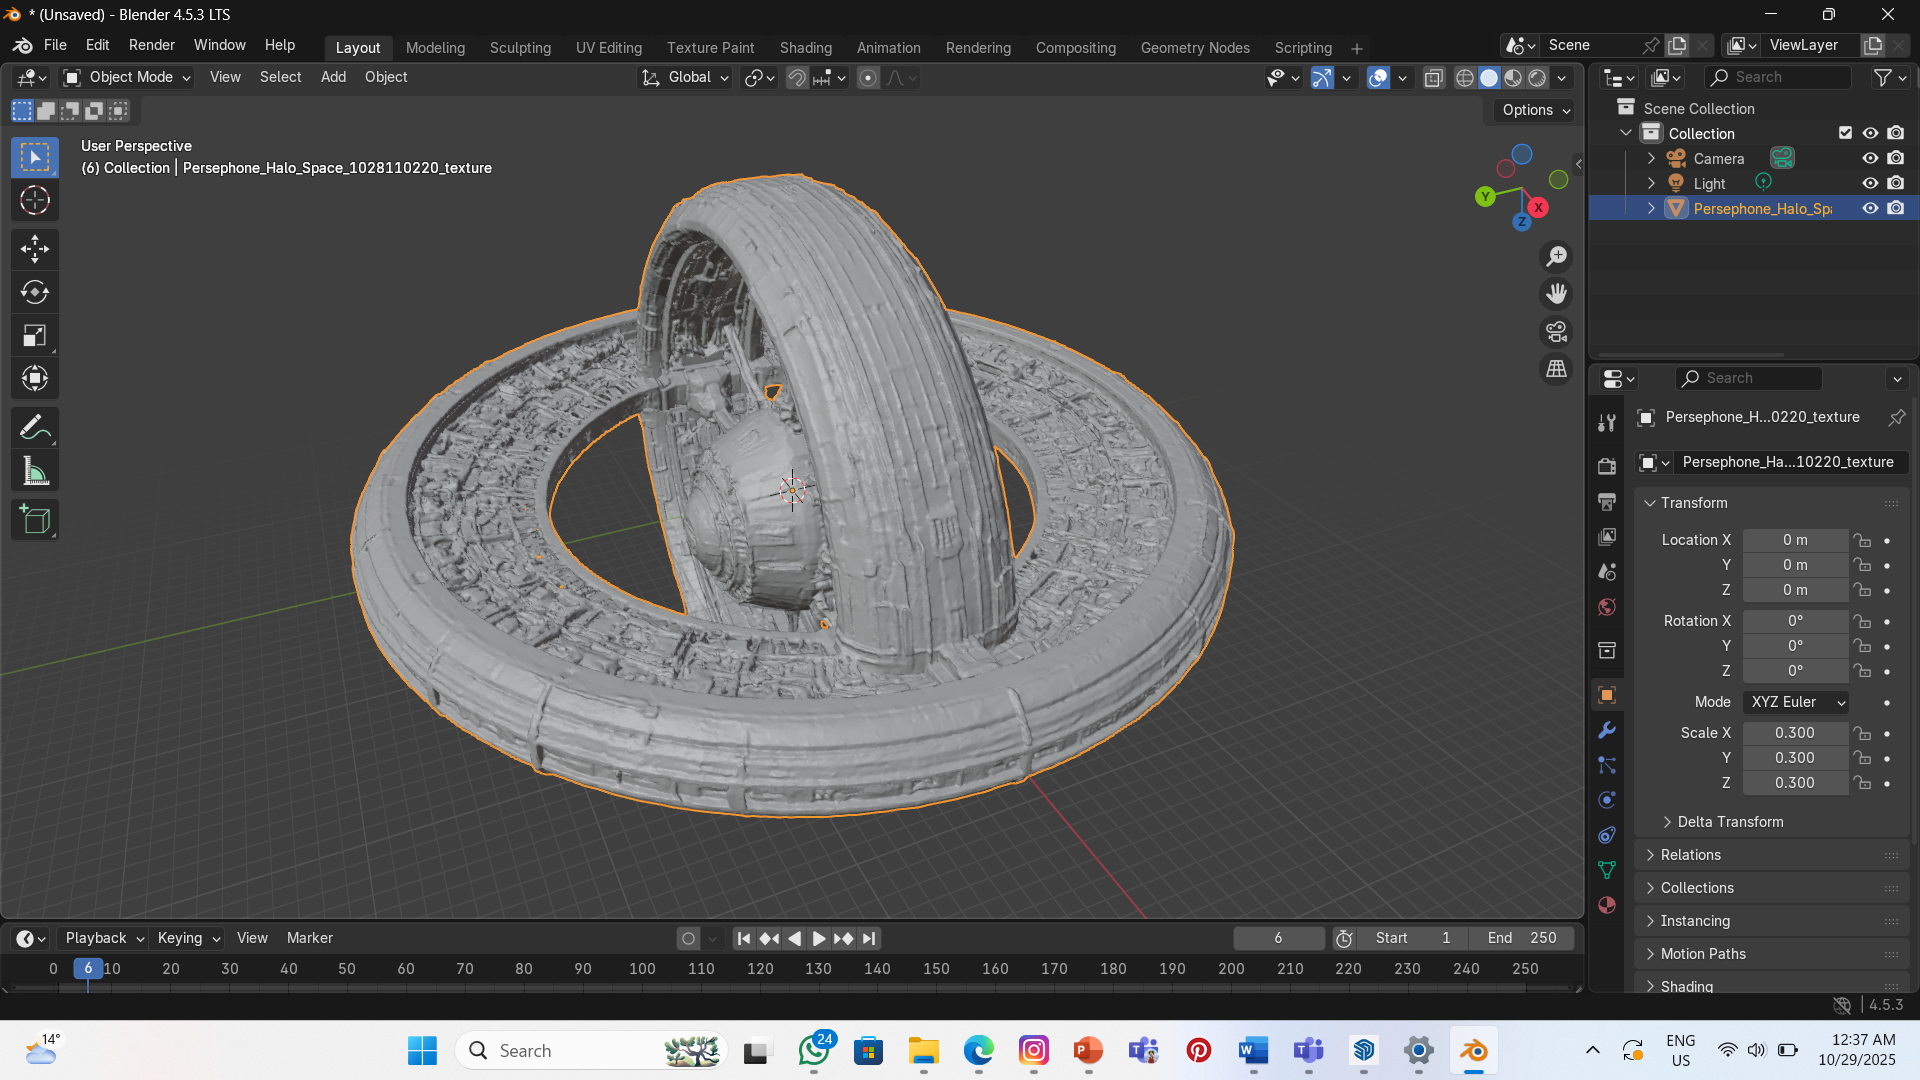 * (Unsaved) - Blender 4.5.3 LTS
File Edit Render Window Help
Layout Modeling Sculpting UV Editing Texture Paint Shading Animation Rendering Compositing Geometry Nodes Scripting +
Scene
ViewLayer
Object Mode View Select Add Object
Global
Search
Options
User Perspective
(6) Collection | Persephone_Halo_Space_1028110220_texture
Scene Collection
Collection
Camera
Light
Persephone_Halo_Sp
Y X Z
Search
Persephone_H...0220_texture
Persephone_Ha...10220_texture
Transform
Location X 0 m
Y 0 m
Z 0 m
Rotation X 0°
Y 0°
Z 0°
Mode XYZ Euler
Scale X 0.300
Y 0.300
Z 0.300
Delta Transform
Relations
Collections
Instancing
Motion Paths
Shading
Playback Keying View Marker
6 Start 1 End 250
0 6 10 20 30 40 50 60 70 80 90 100 110 120 130 140 150 160 170 180 190 200 210 220 230 240 250
4.5.3
14°
Search
24
ENG
US
12:37 AM
10/29/2025